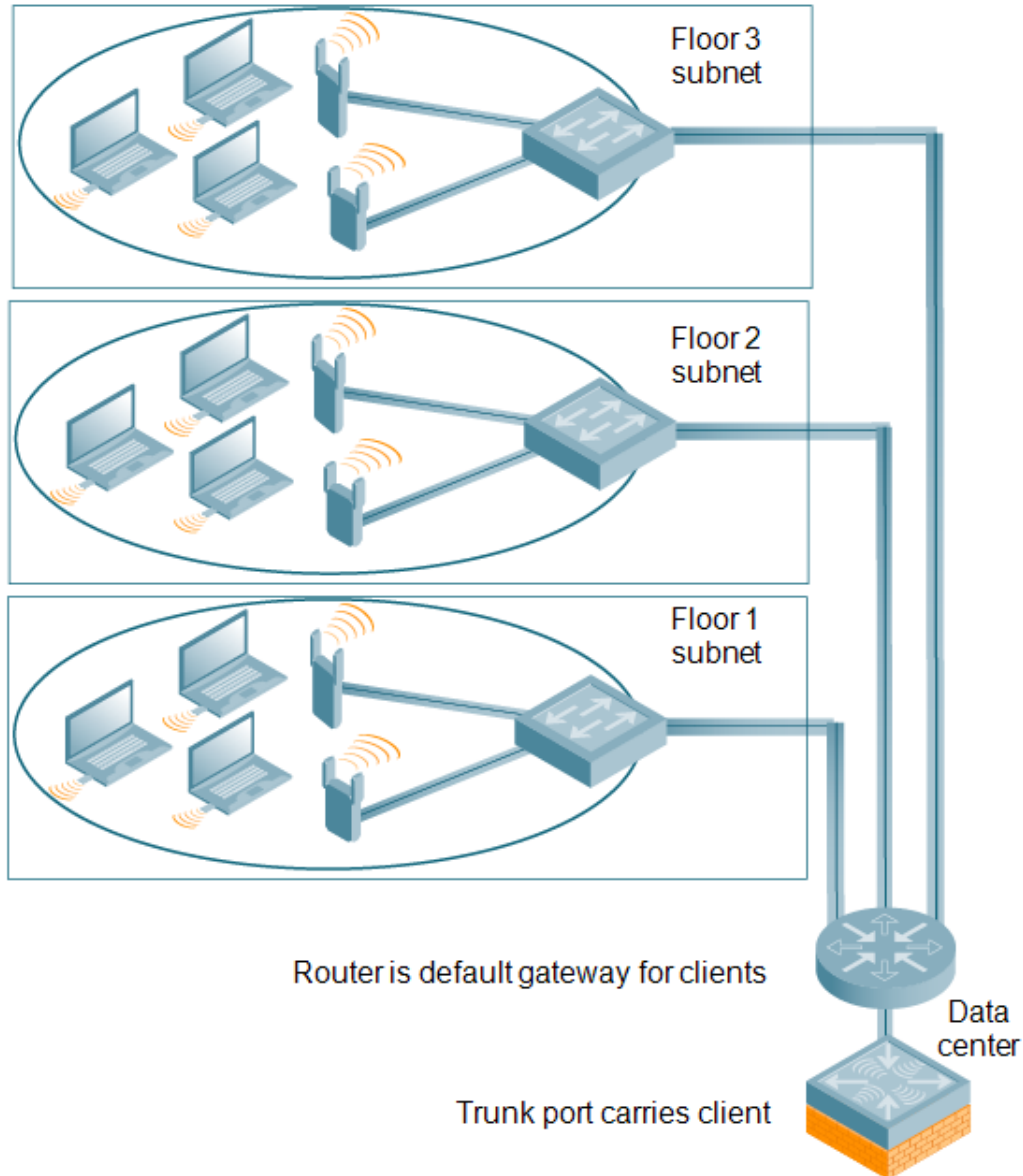 Floor 3
subnet
Floor 2
subnet
Floor 1
subnet
Router is default gateway for clients
Data
center
Trunk port carries client